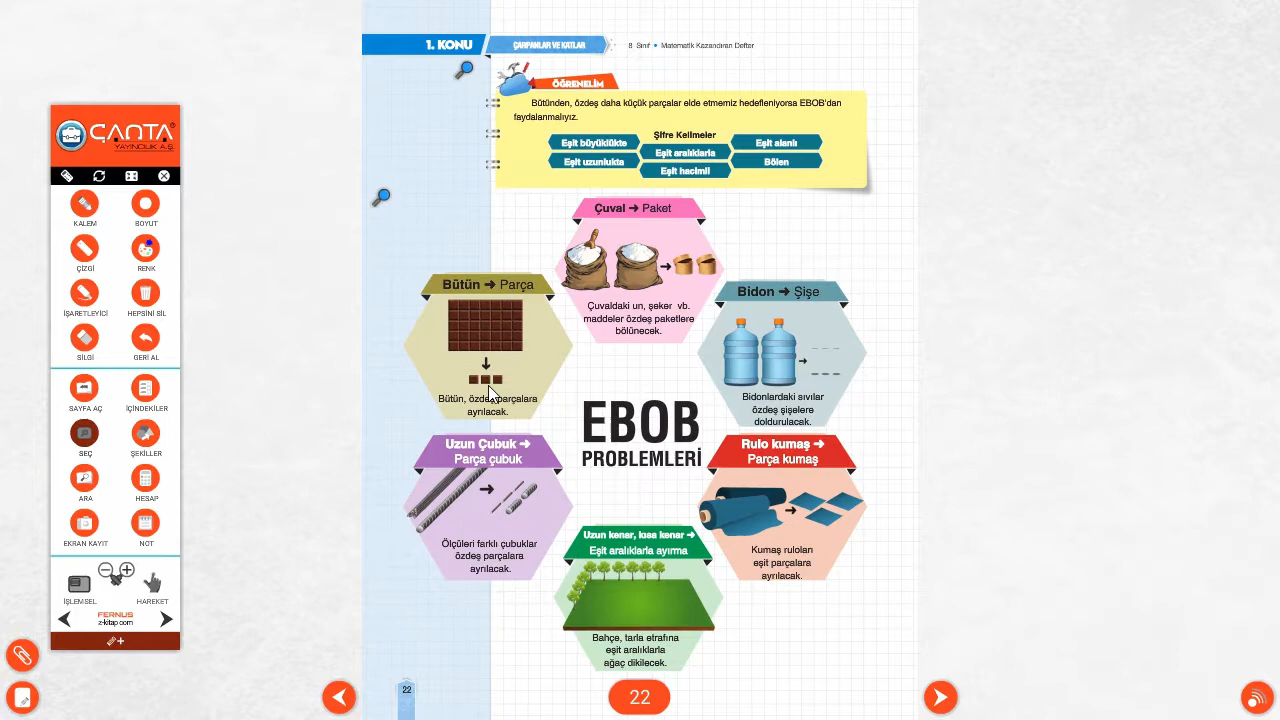 1. KONU
ÇARPANLAR VE KATLAR
8 Sınıf • Matematik Kazandıran Defter
ÖĞRENELİM
Bütünden, özdeş daha küçük parçalar elde etmemiz hedefleniyorsa EBOB'dan
faydalanmalıyız.
Şifre Kelimeler
Eşit büyüklükte
Eşit aralıklarla
Eşit alanlı
Eşit uzunlukta
Eşit hacimli
Bölen
Çuval → Paket
Çuvaldaki un, şeker vb.
maddeler özdeş paketlere
bölünecek.
Bütün → Parça
Bütün, özdeş parçalara
ayrılacak.
Bidon → Şişe
Bidonlardaki sıvılar
özdeş şişelere
doldurulacak.
EBOB
PROBLEMLERİ
Uzun Çubuk →
Parça çubuk
Ölçüleri farklı çubuklar
özdeş parçalara
ayrılacak.
Rulo kumaş →
Parça kumaş
Kumaş ruloları
eşit parçalara
ayrılacak.
Uzun kenar, kısa kenar →
Eşit aralıklarla ayırma
Bahçe, tarla etrafına
eşit aralıklarla
ağaç dikilecek.
22
22
ÇANTA
YAYINCILIK A.Ş.
KALEM
BOYUT
ÇİZGİ
RENK
İŞARETLEYİCİ
HEPSİNİ SİL
SİLGİ
GERİ AL
SAYFA AÇ
İÇİNDEKİLER
SEÇ
ŞEKİLLER
ARA
HESAP
EKRAN KAYIT
NOT
İŞLEMSEL
HAREKET
FERNUS
z-kitap.com